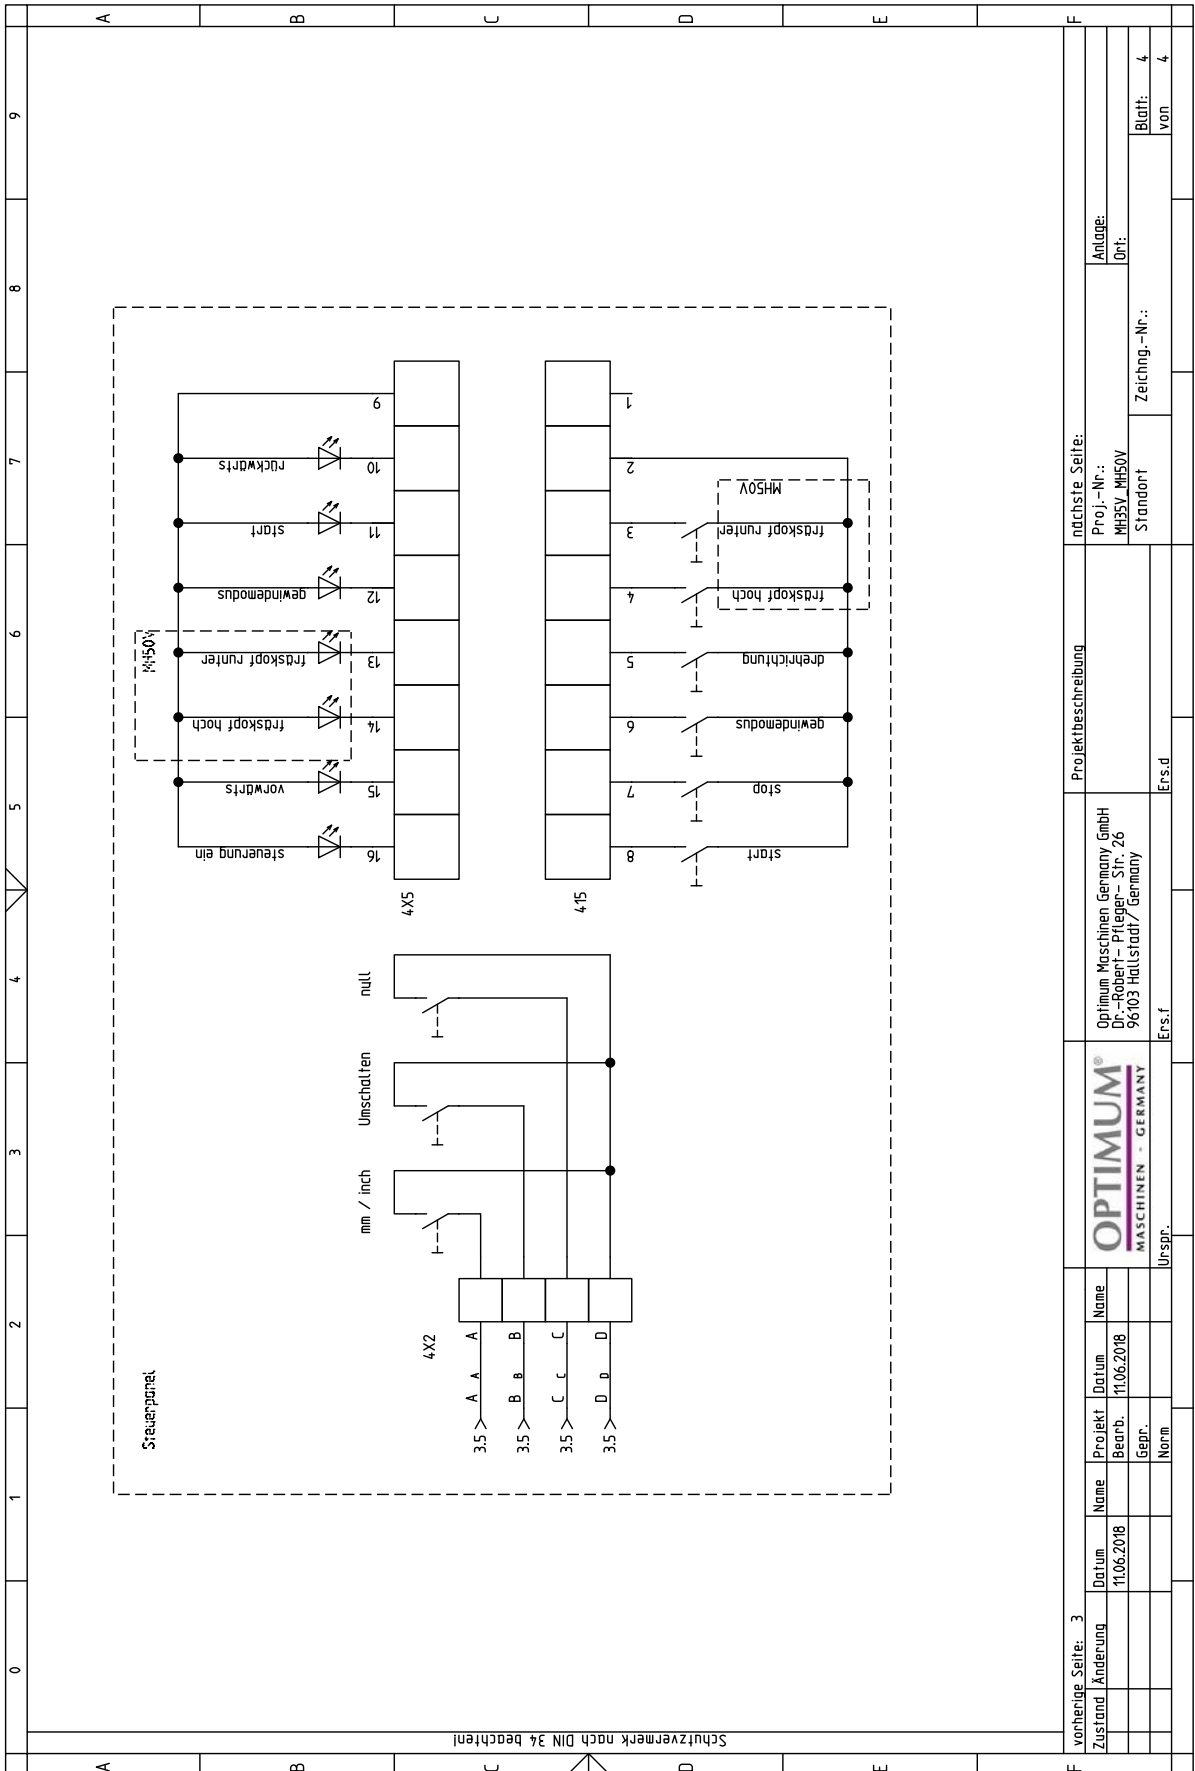 0 1 2 3 4 5 6 7 8 9
A
B
C
D
E
F
A
B
C
D
E
F
Schutzvermerk nach DIN 34 beachten!
Steuerpanel
3.5
A A A
3.5
B B B
3.5
C C C
3.5
D D D
4X2
mm / inch
Umschalten
null
4X5
16 steuerung ein
15 vorwärts
14 fräskopf hoch
13 fräskopf runter
12 gewindemodus
11 start
10 rückwärts
9
MH50V
415
8 start
7 stop
6 gewindemodus
5 drehrichtung
4 fräskopf hoch
3 fräskopf runter
2
1
MH50V
vorherige Seite: 3
Zustand Änderung Datum Name
11.06.2018
Projekt Datum Name
Bearb. 11.06.2018
Gepr.
Norm
OPTIMUM®
MASCHINEN - GERMANY
Urspr.
Optimum Maschinen Germany GmbH
Dr.-Robert- Pfleger- Str. 26
96103 Hallstadt/ Germany
Ers.f
Projektbeschreibung
Ers.d
nächste Seite:
Proj.-Nr.:
MH35V_MH50V
Standort
Anlage:
Ort:
Zeichng.-Nr.:
Blatt: 4
von 4